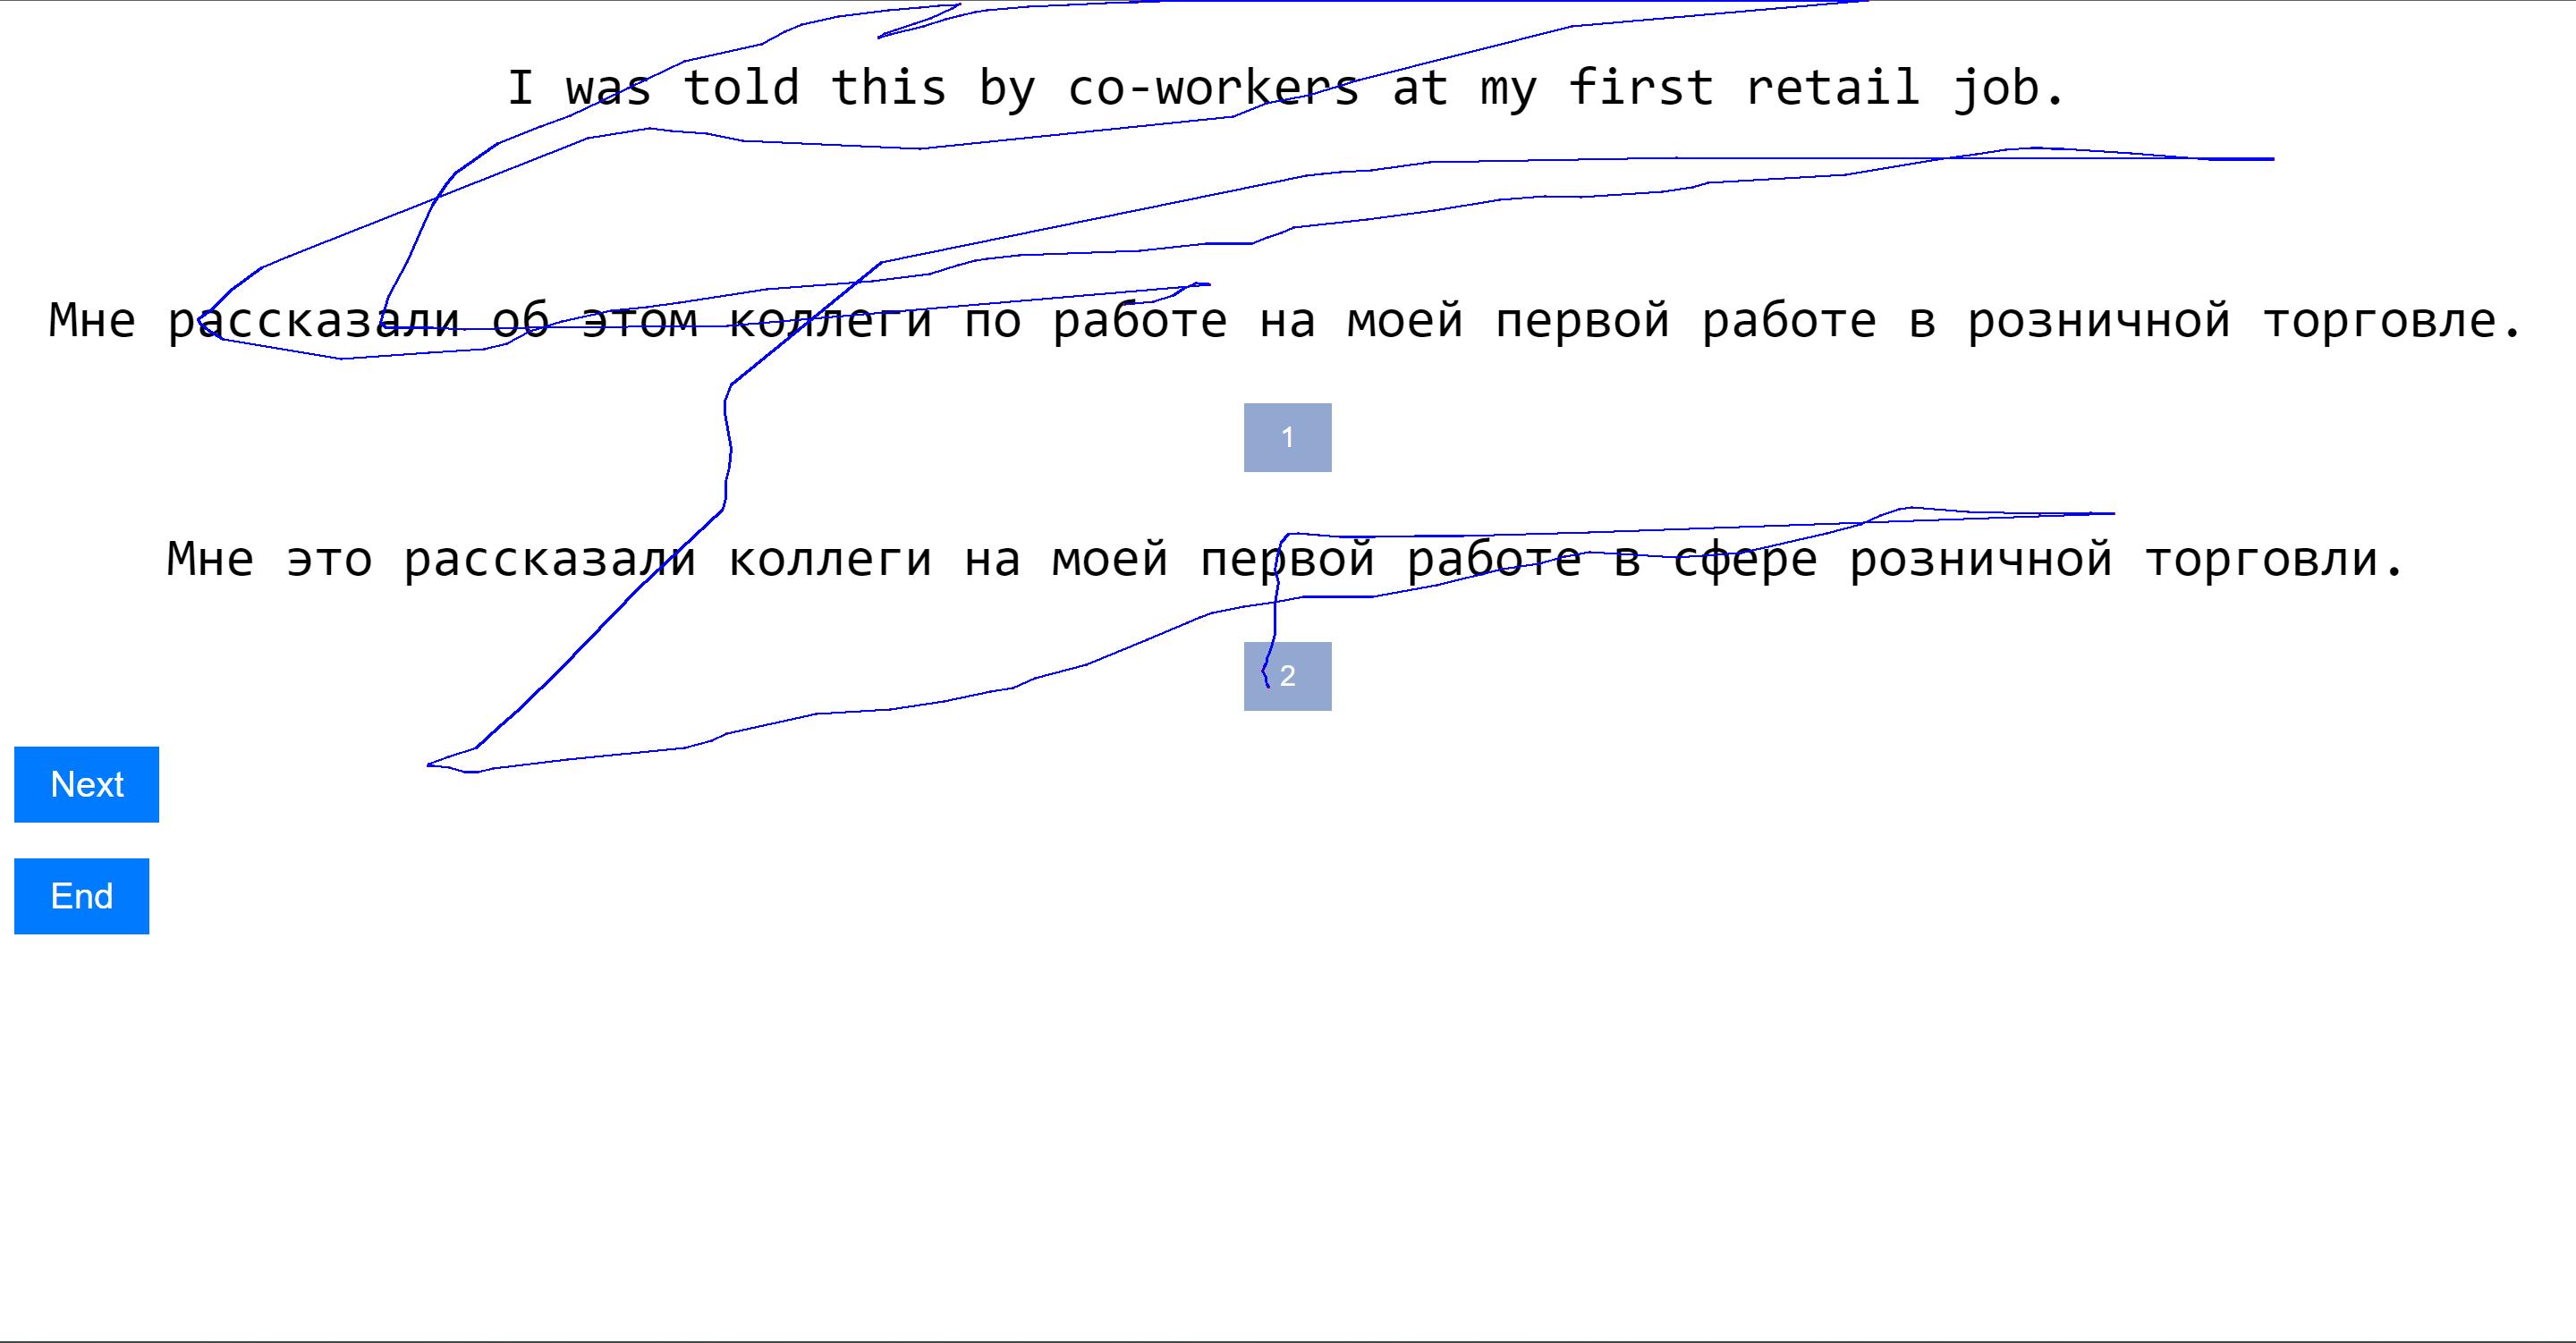 I was told this by co-workers at my first retail job.
Мне рассказали об этом коллеги по работе на моей первой работе в розничной торговле.
1
Мне это рассказали коллеги на моей первой работе в сфере розничной торговли.
2
Next
End